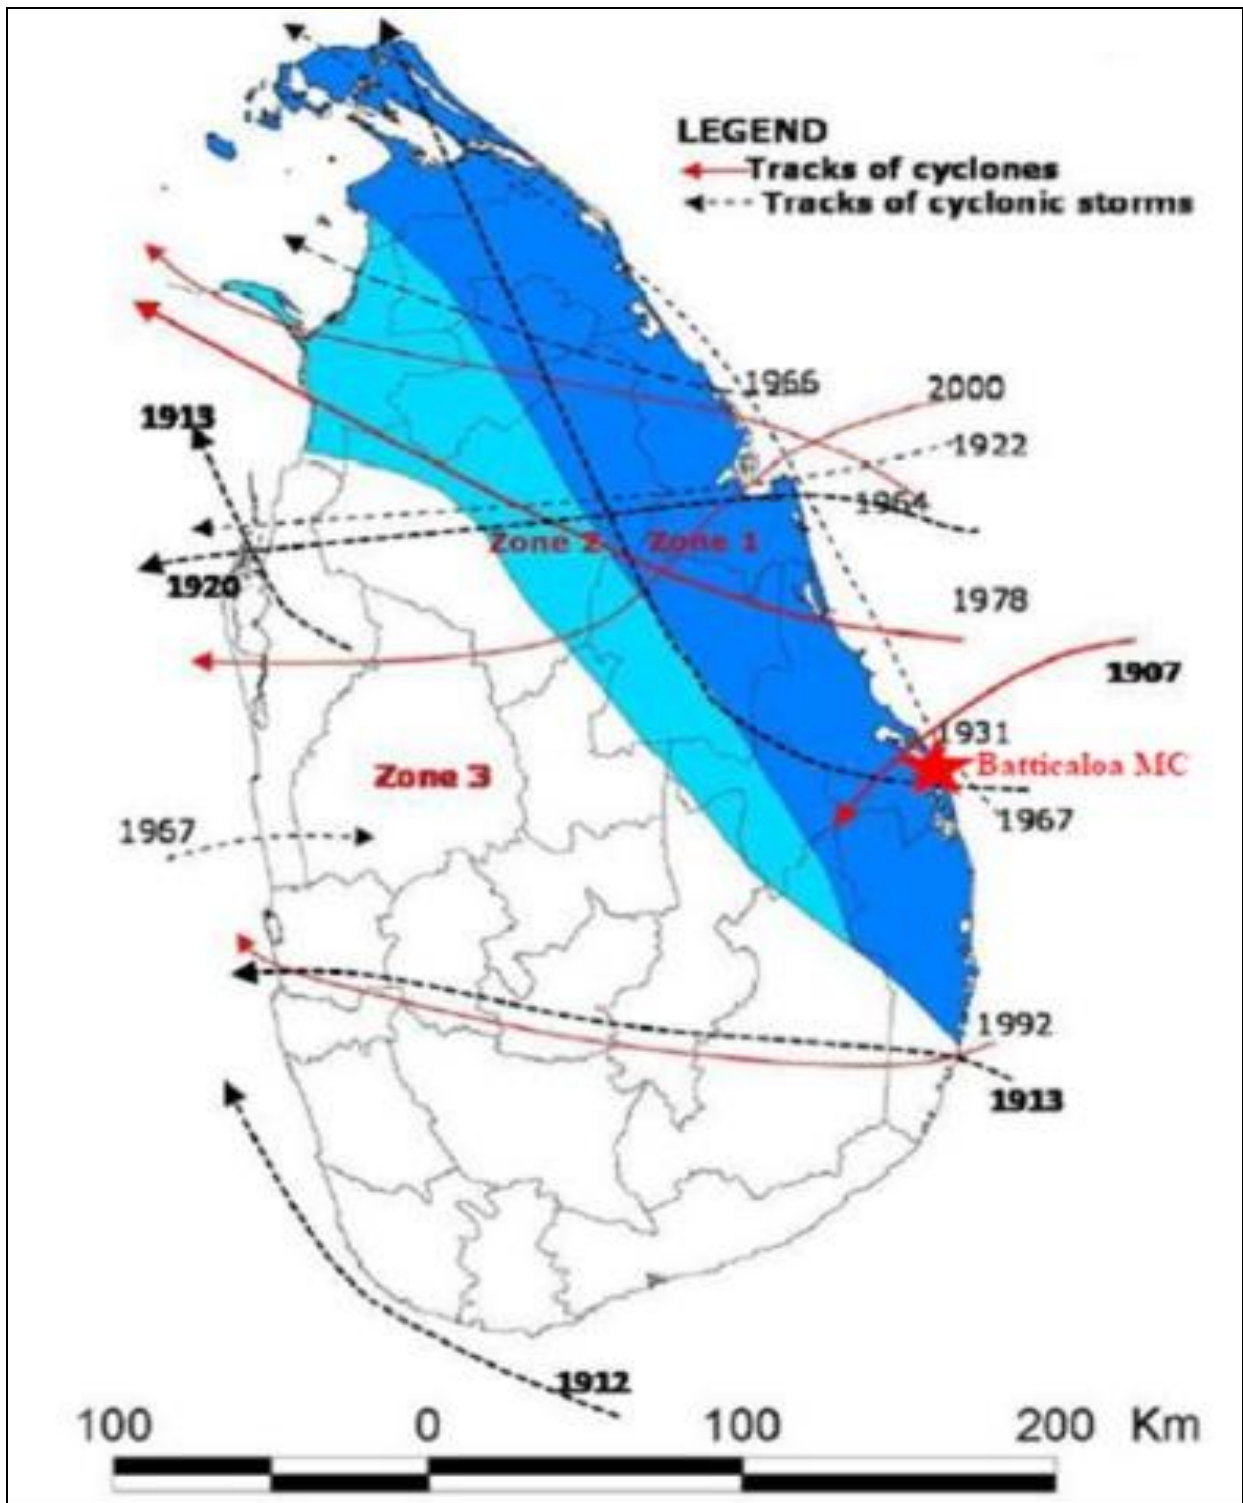 LEGEND
Tracks of cyclones
Tracks of cyclonic storms
1966
2000
1913
1922
1964
Zone 2
Zone 1
1920
1978
1907
1931
Batticaloa MC
Zone 3
1967
1967
1992
1913
1912
100 0 100 200 Km